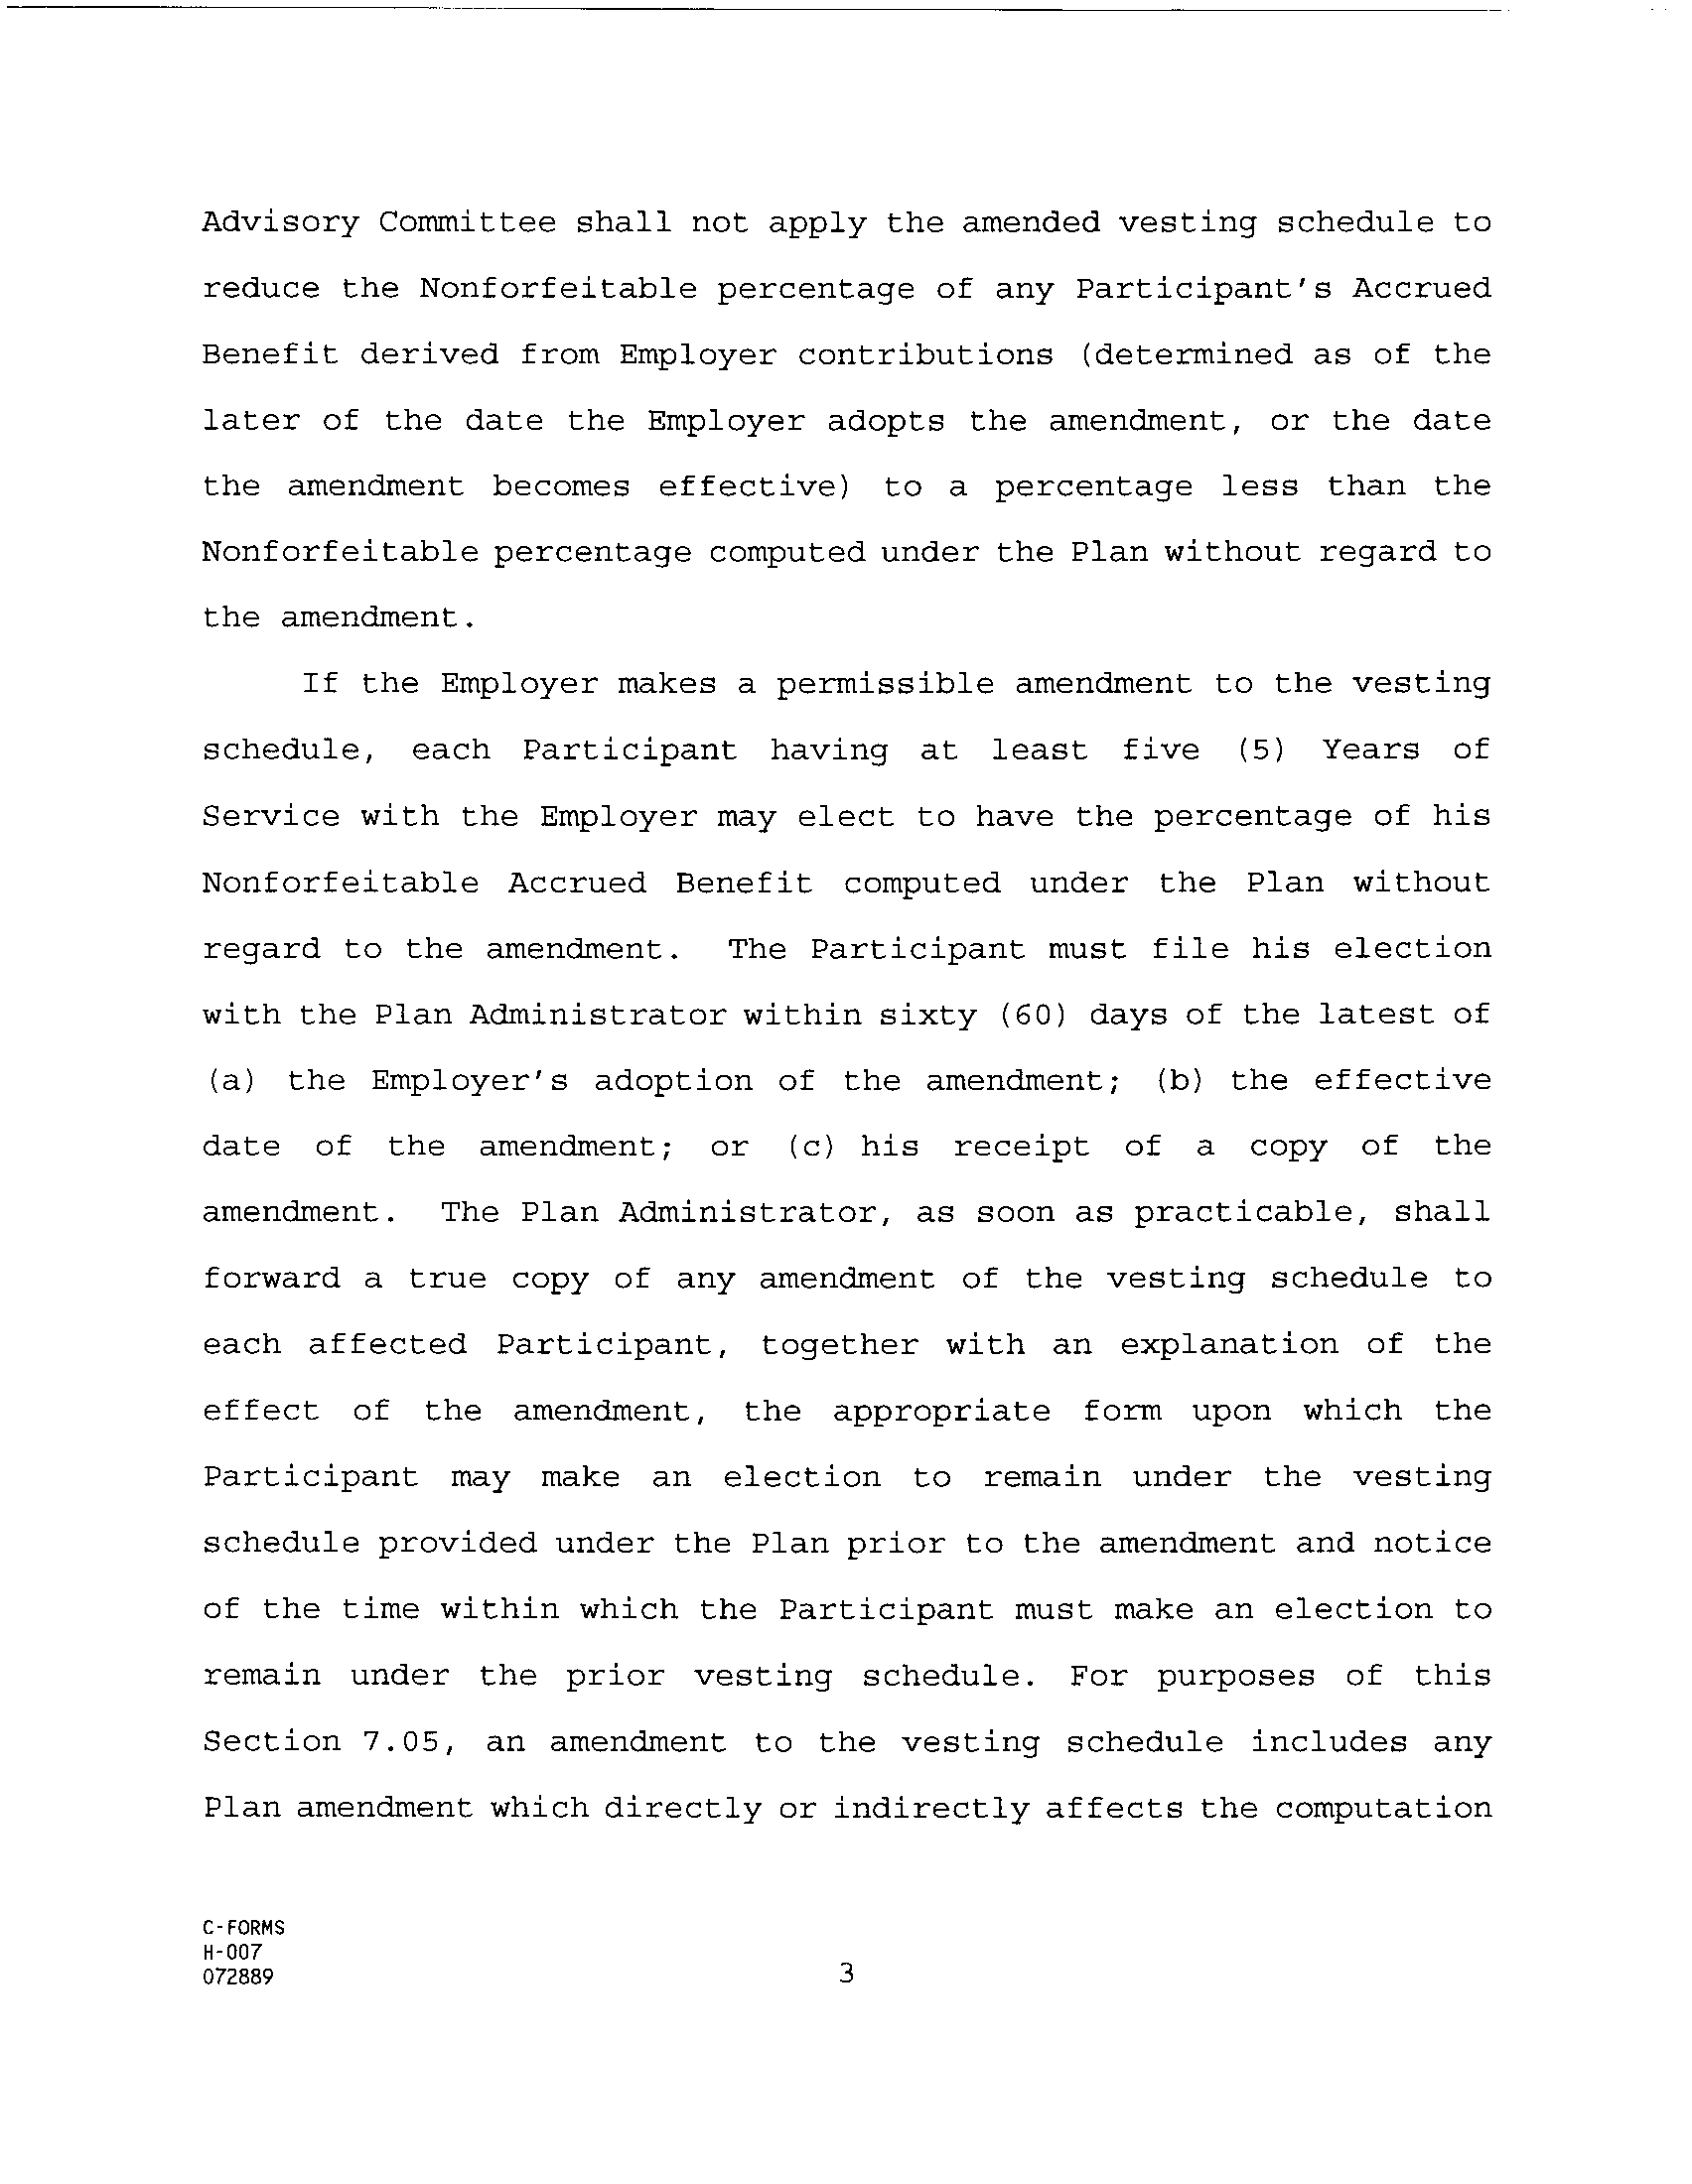 Advisory Committee shall not apply the amended vesting schedule to
reduce the Nonforfeitable percentage of any Participant's Accrued
Benefit derived from Employer contributions (determined as of the
later of the date the Employer adopts the amendment, or the date
the amendment becomes effective) to a percentage less than the
Nonforfeitable percentage computed under the Plan without regard to
the amendment.
If the Employer makes a permissible amendment to the vesting
schedule, each Participant having at least five (5) Years of
Service with the Employer may elect to have the percentage of his
Nonforfeitable Accrued Benefit computed under the Plan without
regard to the amendment. The Participant must file his election
with the Plan Administrator within sixty (60) days of the latest of
(a) the Employer's adoption of the amendment; (b) the effective
date of the amendment; or (c) his receipt of a copy of the
amendment. The Plan Administrator, as soon as practicable, shall
forward a true copy of any amendment of the vesting schedule to
each affected Participant, together with an explanation of the
effect of the amendment, the appropriate form upon which the
Participant may make an election to remain under the vesting
schedule provided under the Plan prior to the amendment and notice
of the time within which the Participant must make an election to
remain under the prior vesting schedule. For purposes of this
Section 7.05, an amendment to the vesting schedule includes any
Plan amendment which directly or indirectly affects the computation
C-FORMS
H-007
072889
3